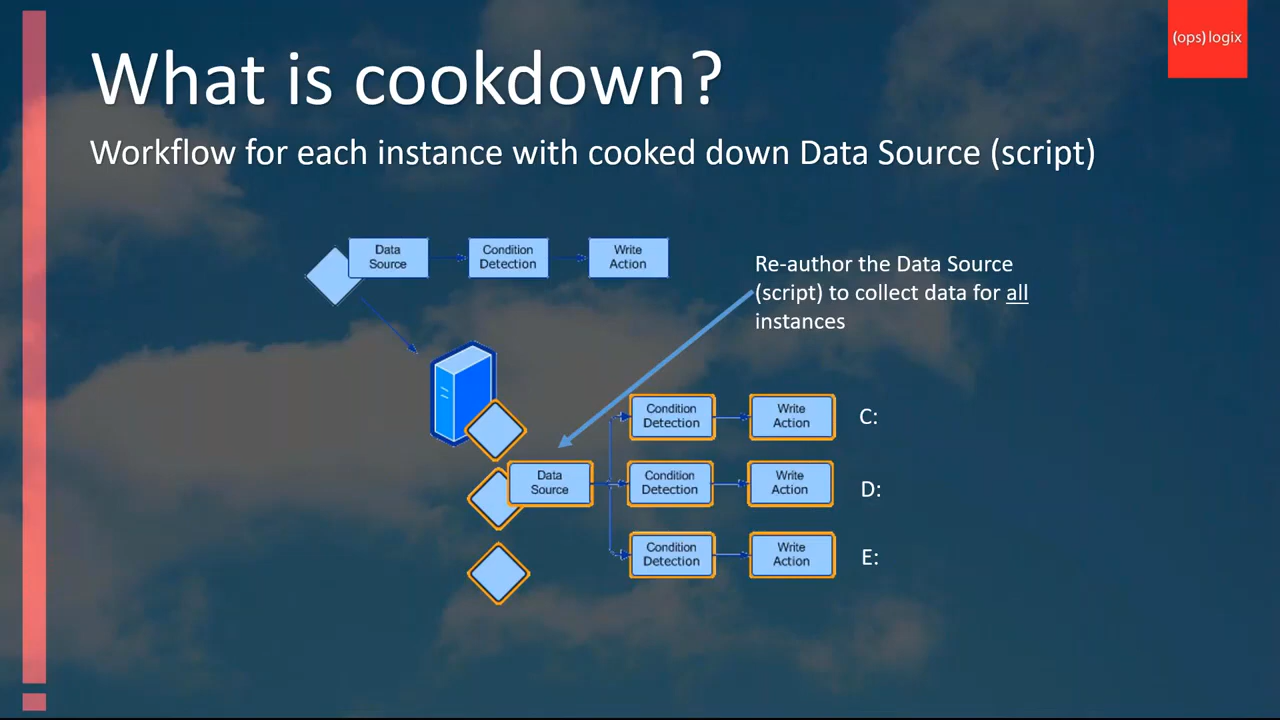 (ops)logix
What is cookdown?
Workflow for each instance with cooked down Data Source (script)
Data
Source
Condition
Detection
Write
Action
Re-author the Data Source
(script) to collect data for all
instances
Condition
Detection
Write
Action
C:
Data
Source
Condition
Detection
Write
Action
D:
Condition
Detection
Write
Action
E: